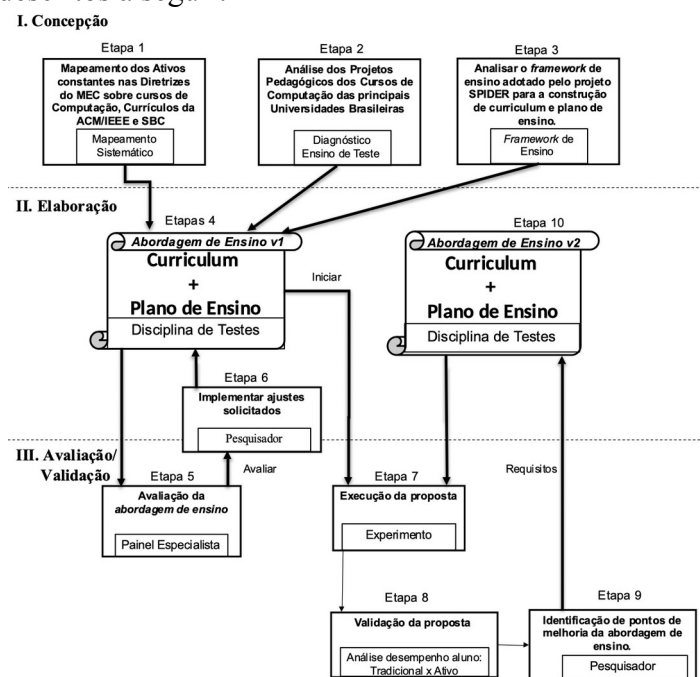 I. Concepção
Etapa 1
Mapeamento dos Ativos
constantes nas Diretrizes
do MEC sobre cursos de
Computação, Currículos da
ACM/IEEE e SBC
Mapeamento
Sistemático
Etapa 2
Análise dos Projetos
Pedagógicos dos Cursos de
Computação das principais
Universidades Brasileiras
Diagnóstico
Ensino de Teste
Etapa 3
Analisar o framework de
ensino adotado pelo projeto
SPIDER para a construção
de curriculum e plano de
ensino.
Framework de
Ensino
II. Elaboração
Etapas 4
Abordagem de Ensino v1
Curriculum
+
Plano de Ensino
Disciplina de Testes
Iniciar
Etapa 10
Abordagem de Ensino v2
Curriculum
+
Plano de Ensino
Disciplina de Testes
Etapa 6
Implementar ajustes
solicitados
Pesquisador
III. Avaliação/
Validação
Etapa 5
Avaliar
Avaliação da
abordagem de ensino
Painel Especialista
Etapa 7
Execução da proposta
Experimento
Requisitos
Etapa 8
Validação da proposta
Análise desempenho aluno:
Tradicional x Ativo
Etapa 9
Identificação de pontos de
melhoria da abordagem de
ensino.
Pesquisador